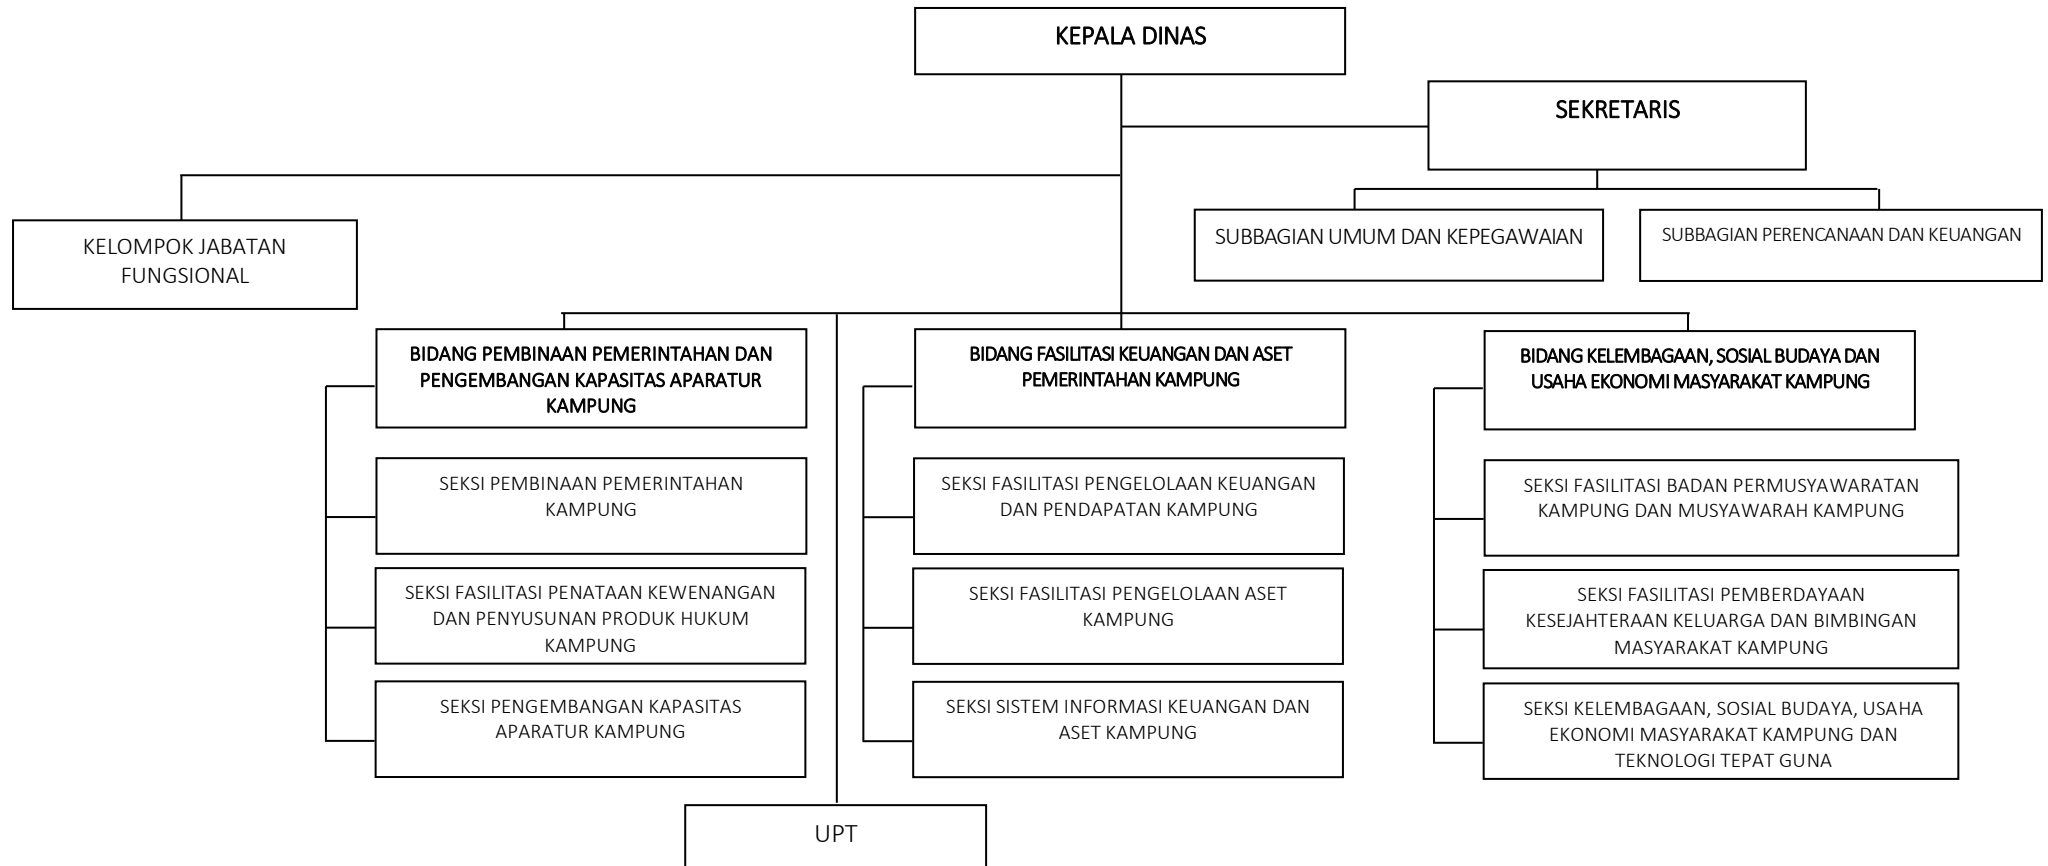 KEPALA DINAS
SEKRETARIS
KELOMPOK JABATAN
FUNGSIONAL
SUBBAGIAN UMUM DAN KEPEGAWAIAN
SUBBAGIAN PERENCANAAN DAN KEUANGAN
BIDANG PEMBINAAN PEMERINTAHAN DAN
PENGEMBANGAN KAPASITAS APARATUR
KAMPUNG
SEKSI PEMBINAAN PEMERINTAHAN
KAMPUNG
SEKSI FASILITASI PENATAAN KEWENANGAN
DAN PENYUSUNAN PRODUK HUKUM
KAMPUNG
SEKSI PENGEMBANGAN KAPASITAS
APARATUR KAMPUNG
BIDANG FASILITASI KEUANGAN DAN ASET
PEMERINTAHAN KAMPUNG
SEKSI FASILITASI PENGELOLAAN KEUANGAN
DAN PENDAPATAN KAMPUNG
SEKSI FASILITASI PENGELOLAAN ASET
KAMPUNG
SEKSI SISTEM INFORMASI KEUANGAN DAN
ASET KAMPUNG
BIDANG KELEMBAGAAN, SOSIAL BUDAYA DAN
USAHA EKONOMI MASYARAKAT KAMPUNG
SEKSI FASILITASI BADAN PERMUSYAWARATAN
KAMPUNG DAN MUSYAWARAH KAMPUNG
SEKSI FASILITASI PEMBERDAYAAN
KESEJAHTERAAN KELUARGA DAN BIMBINGAN
MASYARAKAT KAMPUNG
SEKSI KELEMBAGAAN, SOSIAL BUDAYA, USAHA
EKONOMI MASYARAKAT KAMPUNG DAN
TEKNOLOGI TEPAT GUNA
UPT